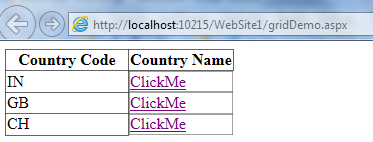 http://localhost:10215/WebSite1/gridDemo.aspx
Country Code Country Name
IN ClickMe
GB ClickMe
CH ClickMe